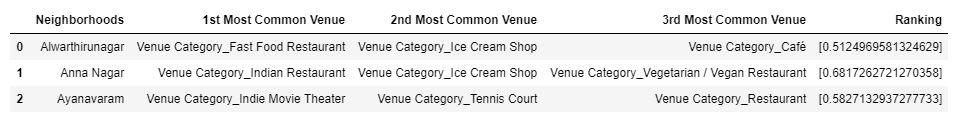 Neighborhoods 1st Most Common Venue 2nd Most Common Venue 3rd Most Common Venue Ranking
0 Alwarthirunagar Venue Category_Fast Food Restaurant Venue Category_Ice Cream Shop Venue Category_Café [0.5124969581324629]
1 Anna Nagar Venue Category_Indian Restaurant Venue Category_Ice Cream Shop Venue Category_Vegetarian / Vegan Restaurant [0.6817262721270358]
2 Ayanavaram Venue Category_Indie Movie Theater Venue Category_Tennis Court Venue Category_Restaurant [0.5827132937277733]